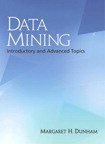 DATA
MINING
Introductory and Advanced Topics
MARGARET H. DUNHAM